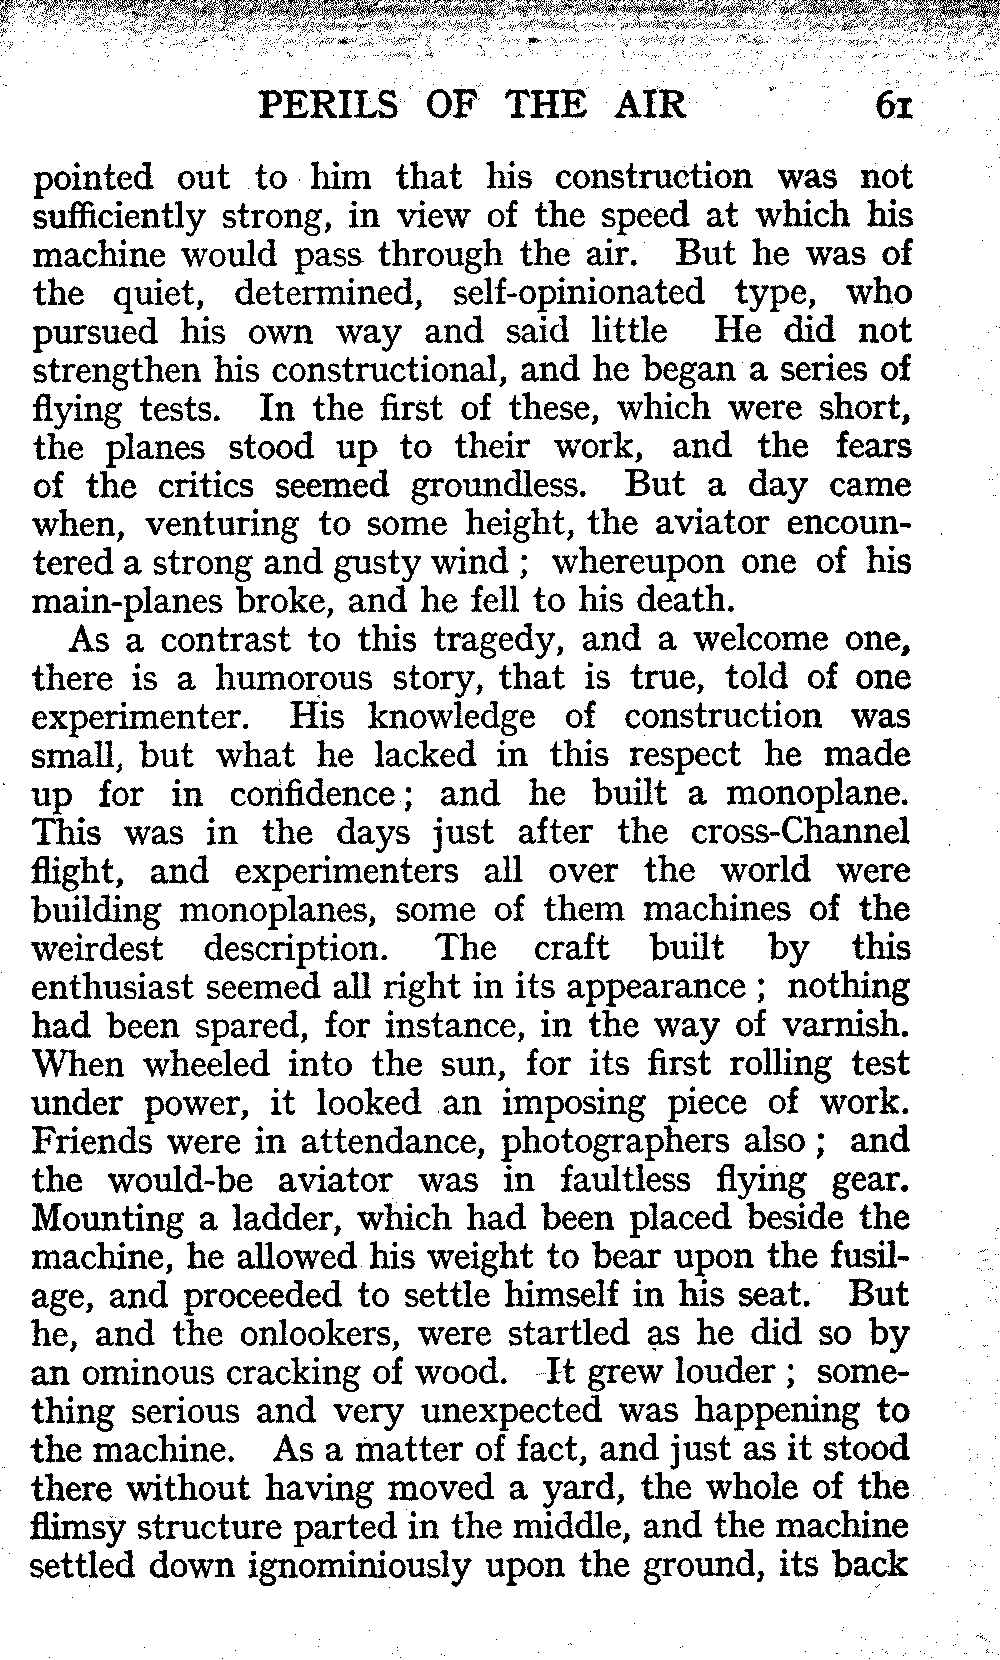 PERILS OF THE AIR 61
pointed out to him that his construction was not
sufficiently strong, in view of the speed at which his
machine would pass through the air. But he was of
the quiet, determined, self-opinionated type, who
pursued his own way and said little He did not
strengthen his constructional, and he began a series of
flying tests. In the first of these, which were short,
the planes stood up to their work, and the fears
of the critics seemed groundless. But a day came
when, venturing to some height, the aviator encoun-
tered a strong and gusty wind ; whereupon one of his
main-planes broke, and he fell to his death.
As a contrast to this tragedy, and a welcome one,
there is a humorous story, that is true, told of one
experimenter. His knowledge of construction was
small, but what he lacked in this respect he made
up for in confidence ; and he built a monoplane.
This was in the days just after the cross-Channel
flight, and experimenters all over the world were
building monoplanes, some of them machines of the
weirdest description. The craft built by this
enthusiast seemed all right in its appearance ; nothing
had been spared, for instance, in the way of varnish.
When wheeled into the sun, for its first rolling test
under power, it looked an imposing piece of work.
Friends were in attendance, photographers also ; and
the would-be aviator was in faultless flying gear.
Mounting a ladder, which had been placed beside the
machine, he allowed his weight to bear upon the fusil-
age, and proceeded to settle himself in his seat. But
he, and the onlookers, were startled as he did so by
an ominous cracking of wood. It grew louder ; some-
thing serious and very unexpected was happening to
the machine. As a matter of fact, and just as it stood
there without having moved a yard, the whole of the
flimsy structure parted in the middle, and the machine
settled down ignominiously upon the ground, its back